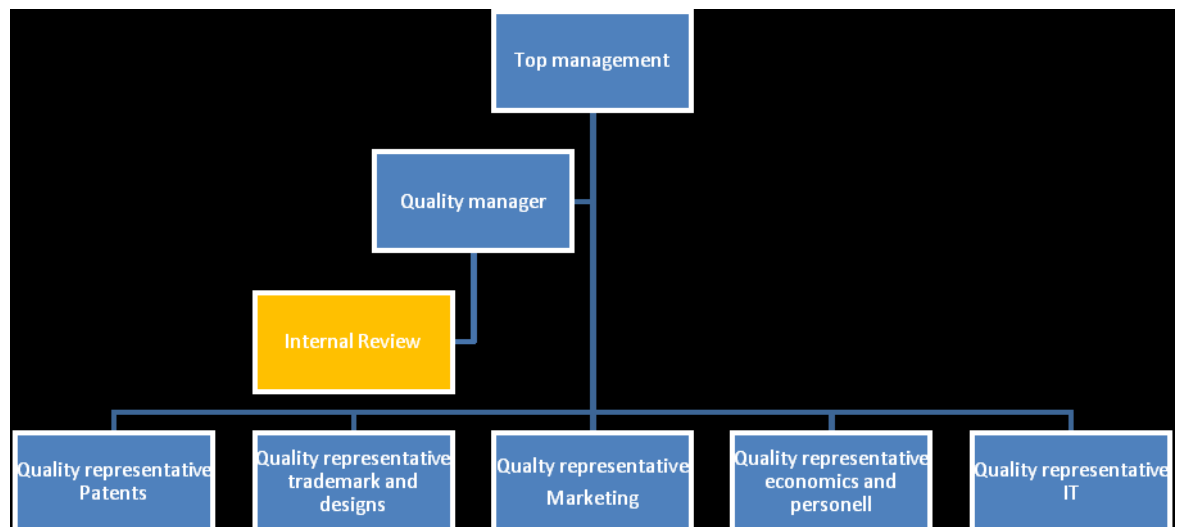 Top management
Quality manager
Internal Review
Quality representative
Patents
Quality representative
trademark and
designs
Qualty representative
Marketing
Quality representative
economics and
personell
Quality representative
IT